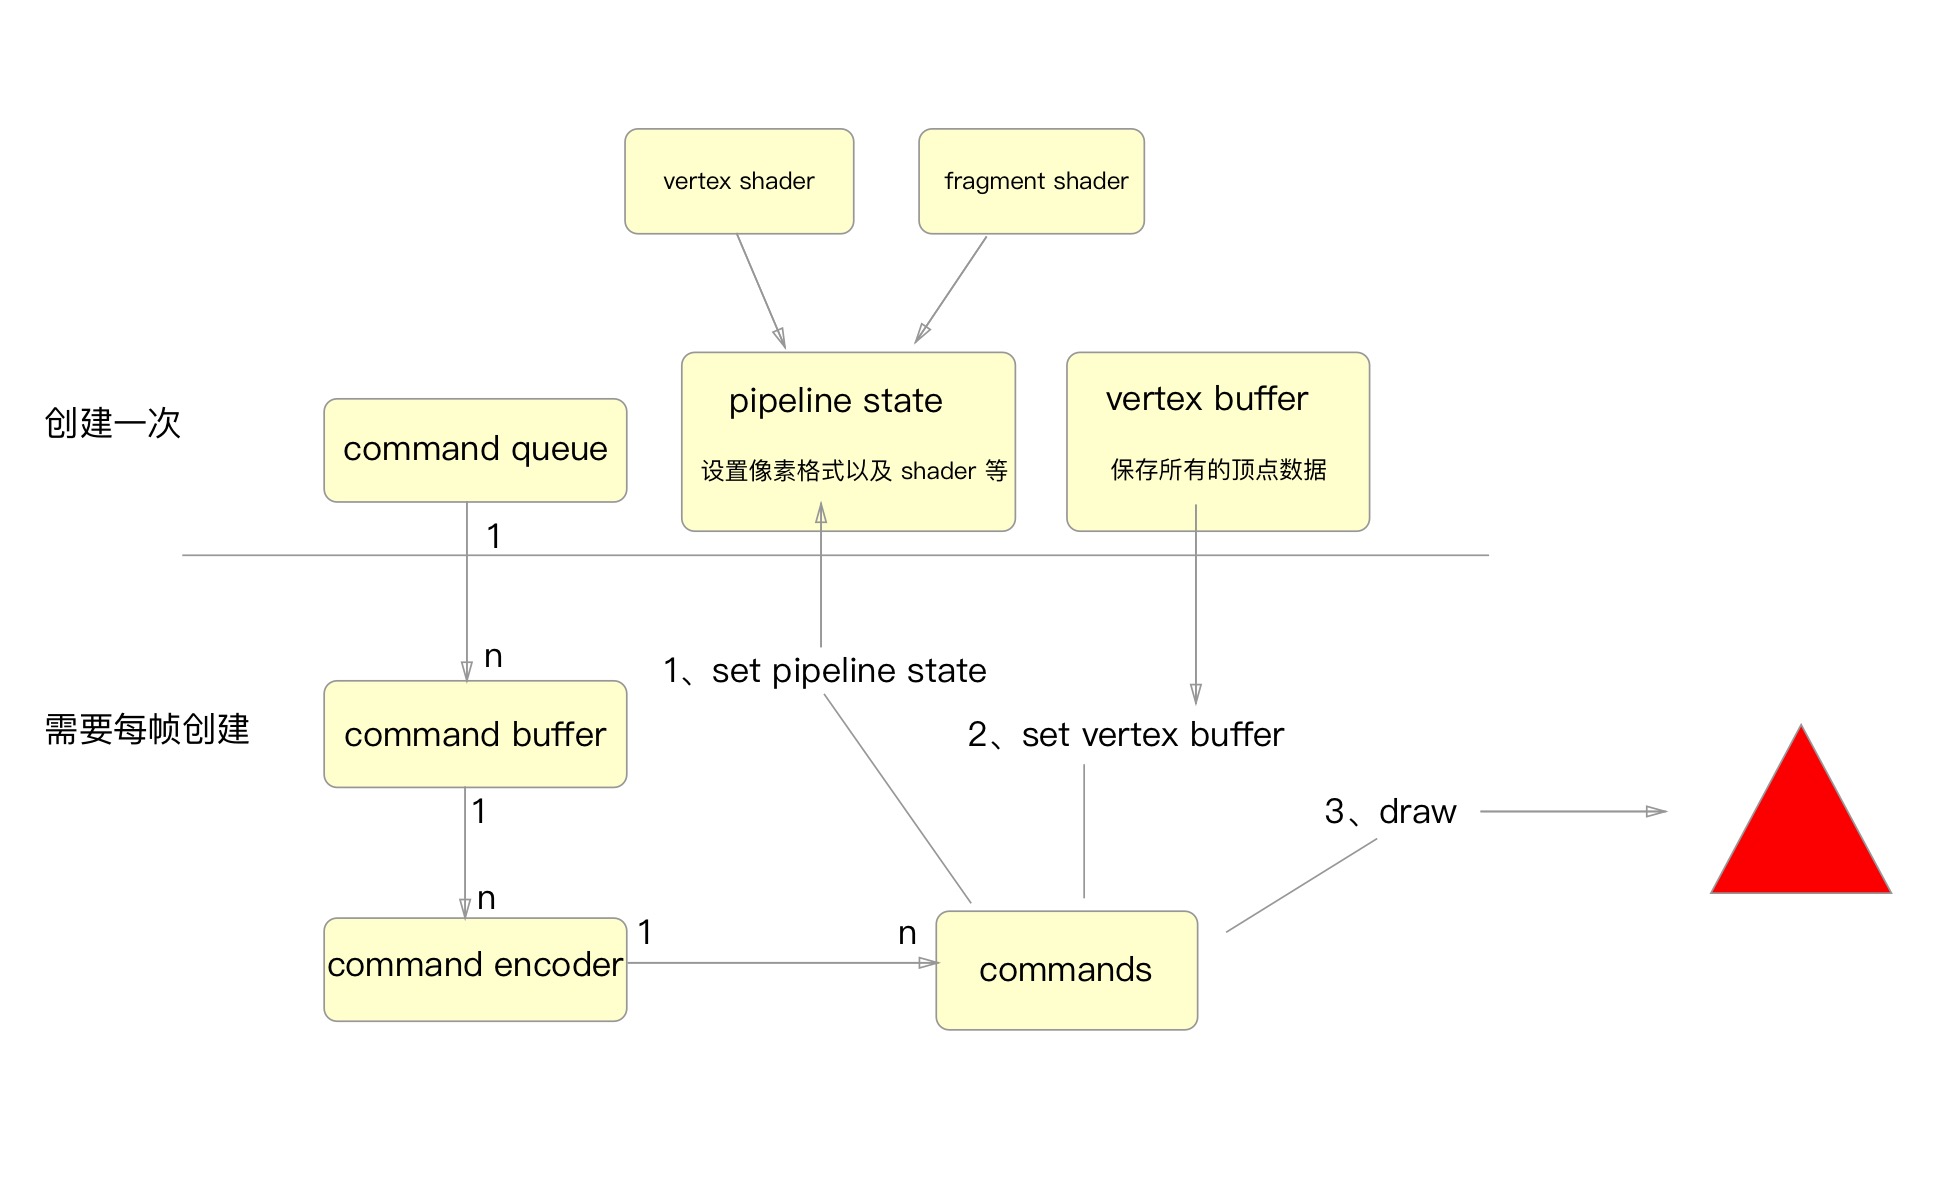 vertex shader
fragment shader
创建一次
command queue
pipeline state
设置像素格式以及 shader 等
vertex buffer
保存所有的顶点数据
1
n
需要每帧创建
command buffer
1、set pipeline state
2、set vertex buffer
3、draw
1
n
command encoder
1
n
commands